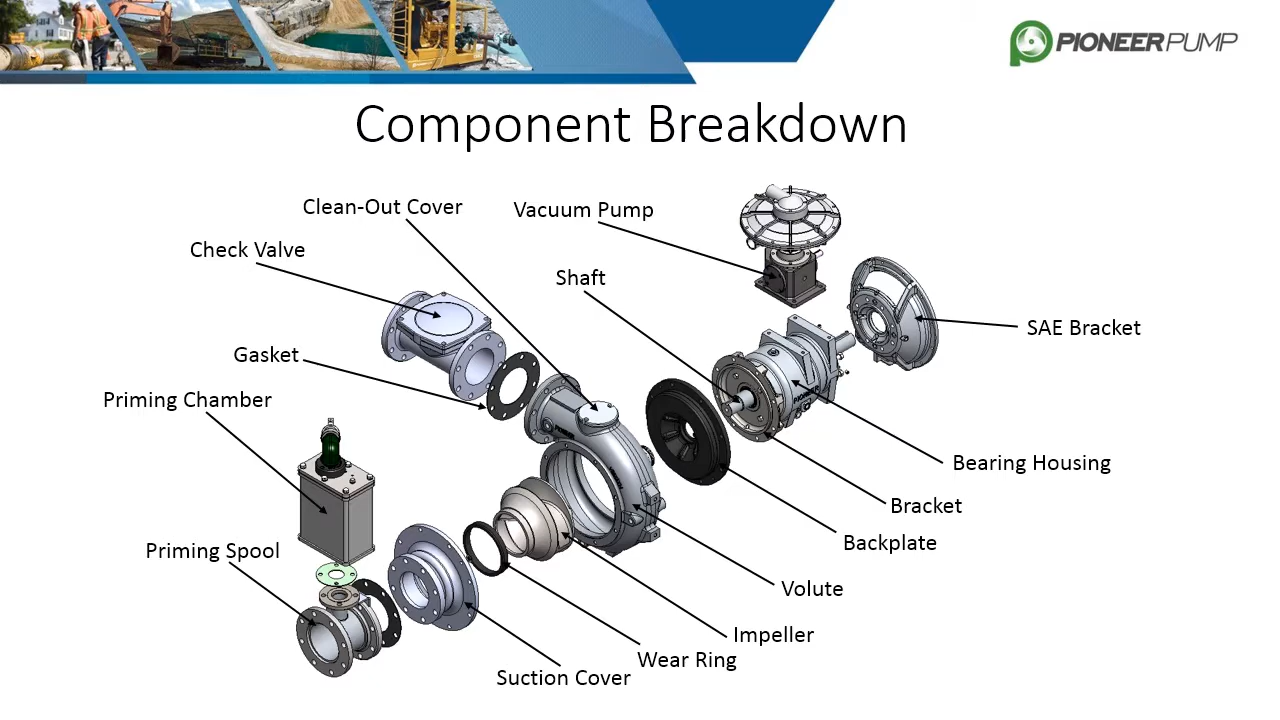 PIONEERPUMP
Component Breakdown
Clean-Out Cover
Vacuum Pump
Check Valve
Shaft
SAE Bracket
Gasket
Priming Chamber
Bearing Housing
Bracket
Backplate
Priming Spool
Volute
Impeller
Wear Ring
Suction Cover
PIONEER